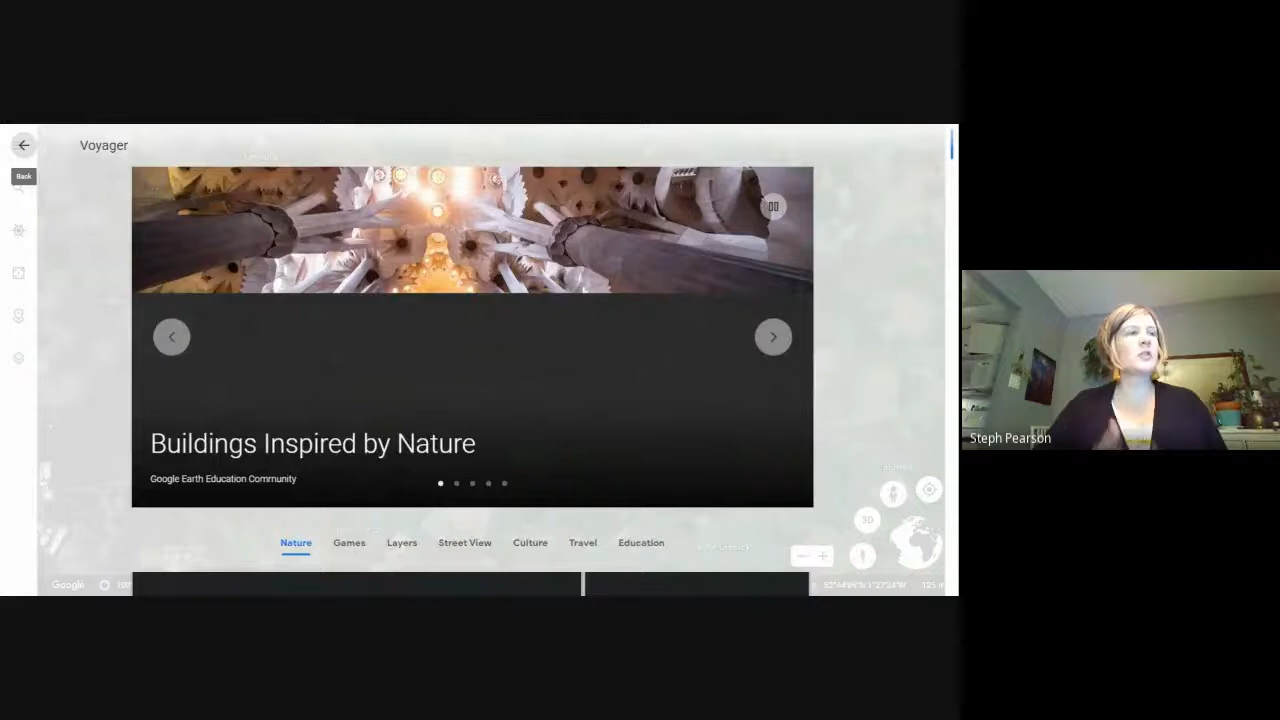 Voyager
Back
Buildings Inspired by Nature
Google Earth Education Community
Nature Games Layers Street View Culture Travel Education
3D
Google
Steph Pearson